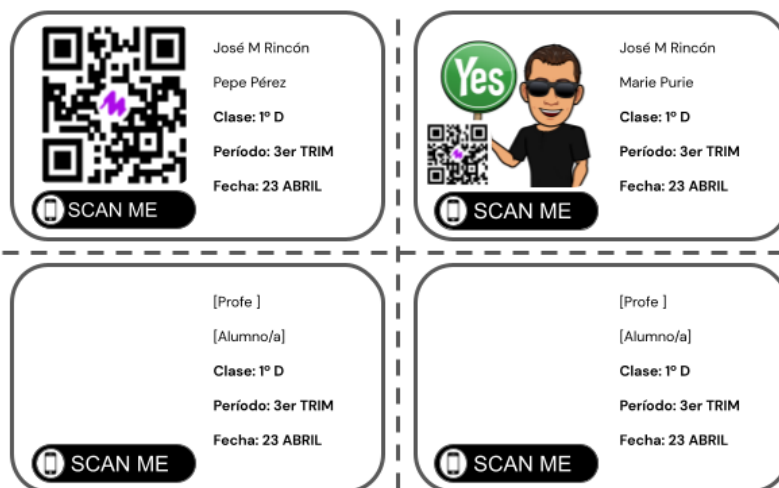 José M Rincón
Pepe Pérez
Clase: 1º D
Período: 3er TRIM
Fecha: 23 ABRIL
SCAN ME
Yes
José M Rincón
Marie Purie
Clase: 1º D
Período: 3er TRIM
Fecha: 23 ABRIL
SCAN ME
[Profe ]
[Alumno/a]
Clase: 1º D
Período: 3er TRIM
Fecha: 23 ABRIL
SCAN ME
[Profe ]
[Alumno/a]
Clase: 1º D
Período: 3er TRIM
Fecha: 23 ABRIL
SCAN ME